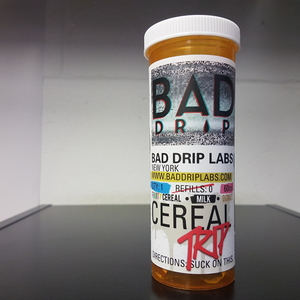 BAD
DRIP
BAD DRIP LABS
NEW YORK
WWW.BADDRIPLABS.COM
REFILLS: 0
CEREAL MILK
CEREAL
TRIP
DIRECTIONS: SUCK ON THIS